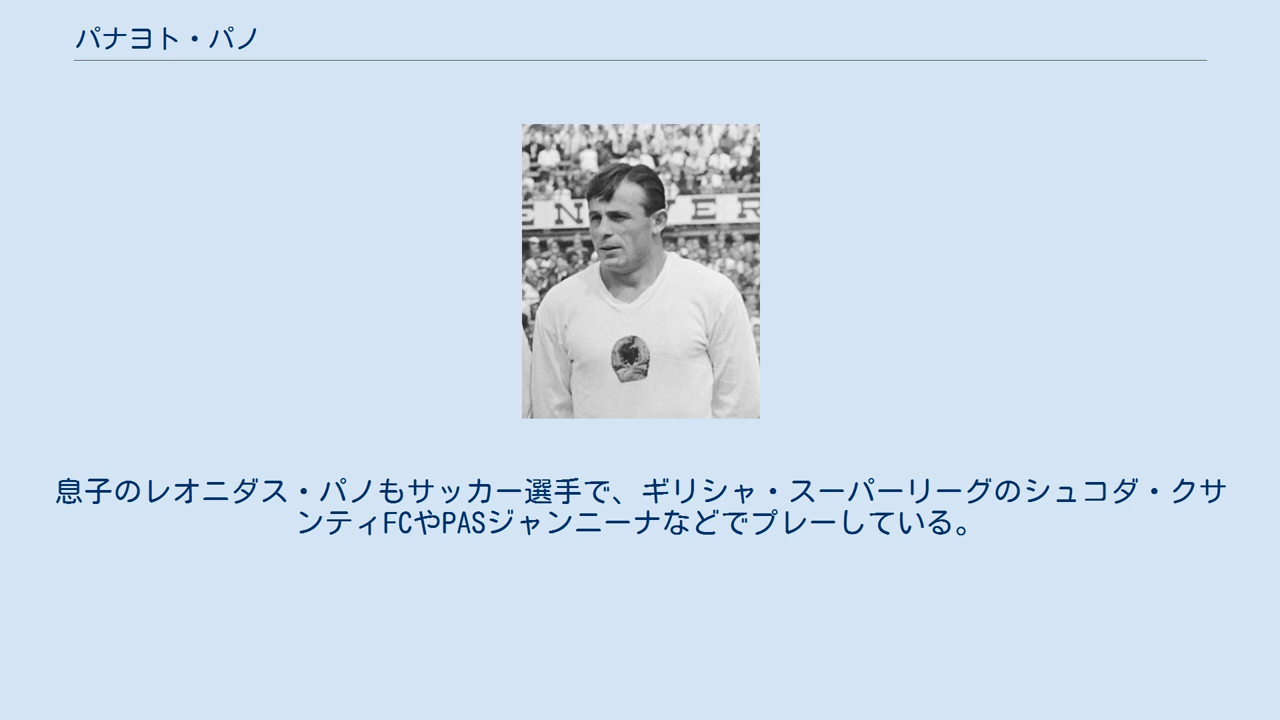 パナヨト・パノ
EN
VER
息子のレオニダス・パノもサッカー選手で、ギリシャ・スーパーリーグのシュコダ・クサ
ンティFCやPASジャンニーナなどでプレーしている。